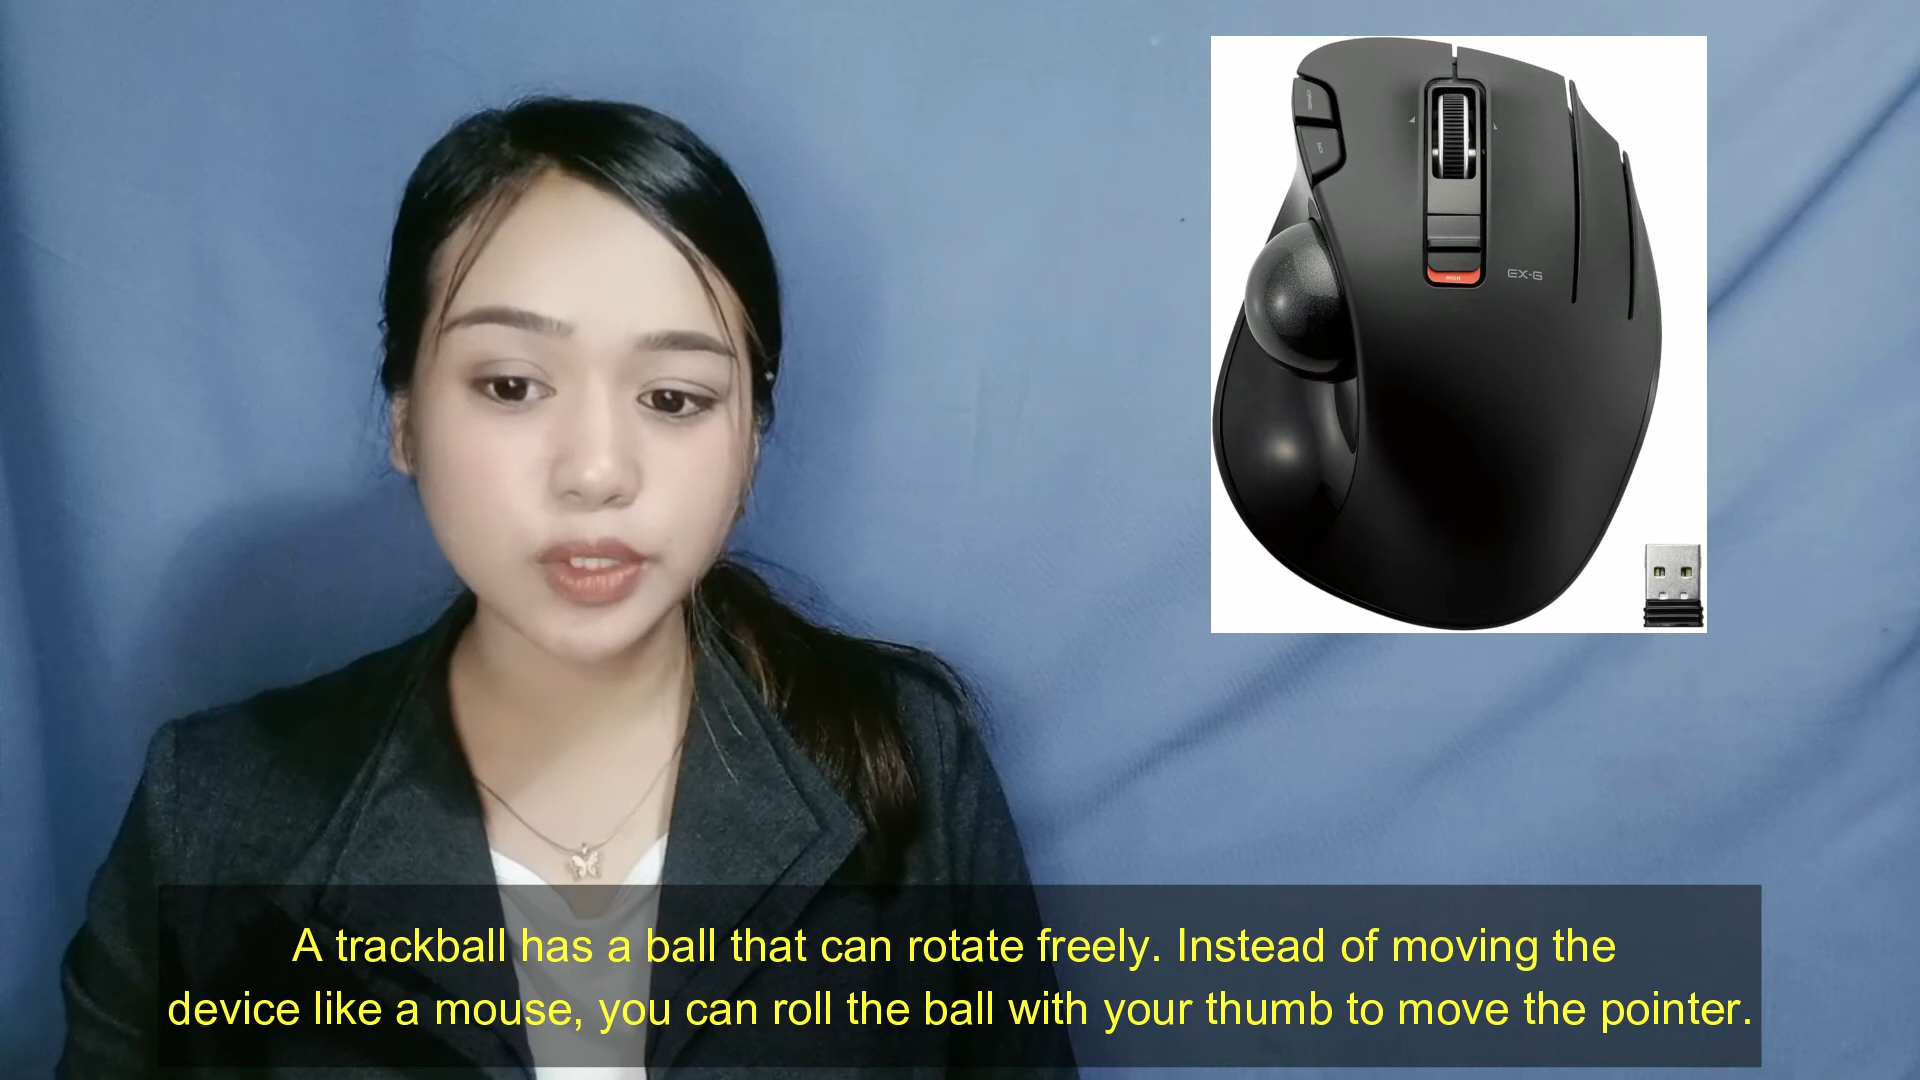 EX-G
HIGH
A trackball has a ball that can rotate freely. Instead of moving the
device like a mouse, you can roll the ball with your thumb to move the pointer.